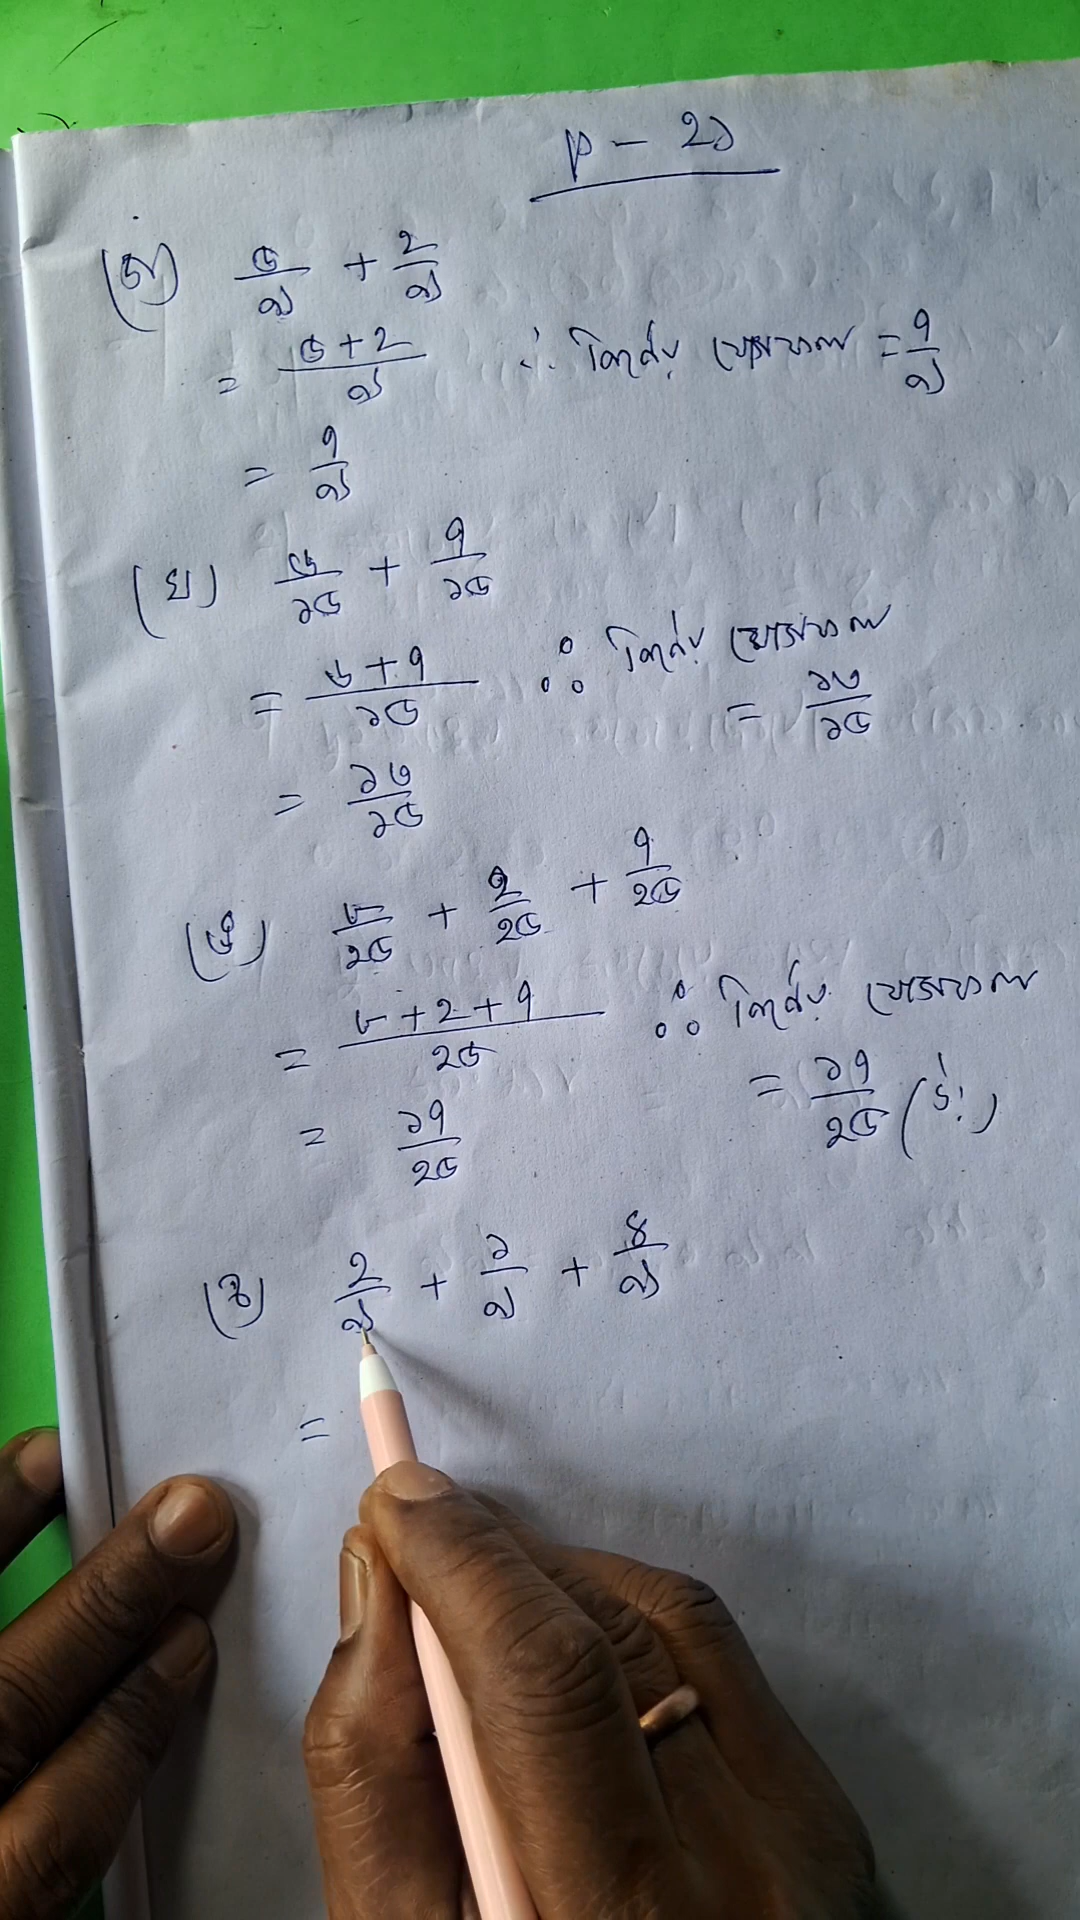 P - ২১
(গ) ৫/৯ + ২/৯
= ৫+২/৯ ∴ নির্ণেয় যোগফল = ৭/৯
= ৭/৯
(ঘ) ৬/১৫ + ৭/১৫
= ৬+৭/১৫ ∴ নির্ণেয় যোগফল
= ১৩/১৫
= ১৩/১৫
(ঙ) ৮/২৫ + ২/২৫ + ৭/২৫
= ৮+২+৭/২৫ ∴ নির্ণেয় যোগফল
= ১৭/২৫ = ১৭/২৫ (উঃ)
(চ) ২/৯ + ১/৯ + ৪/৯
=